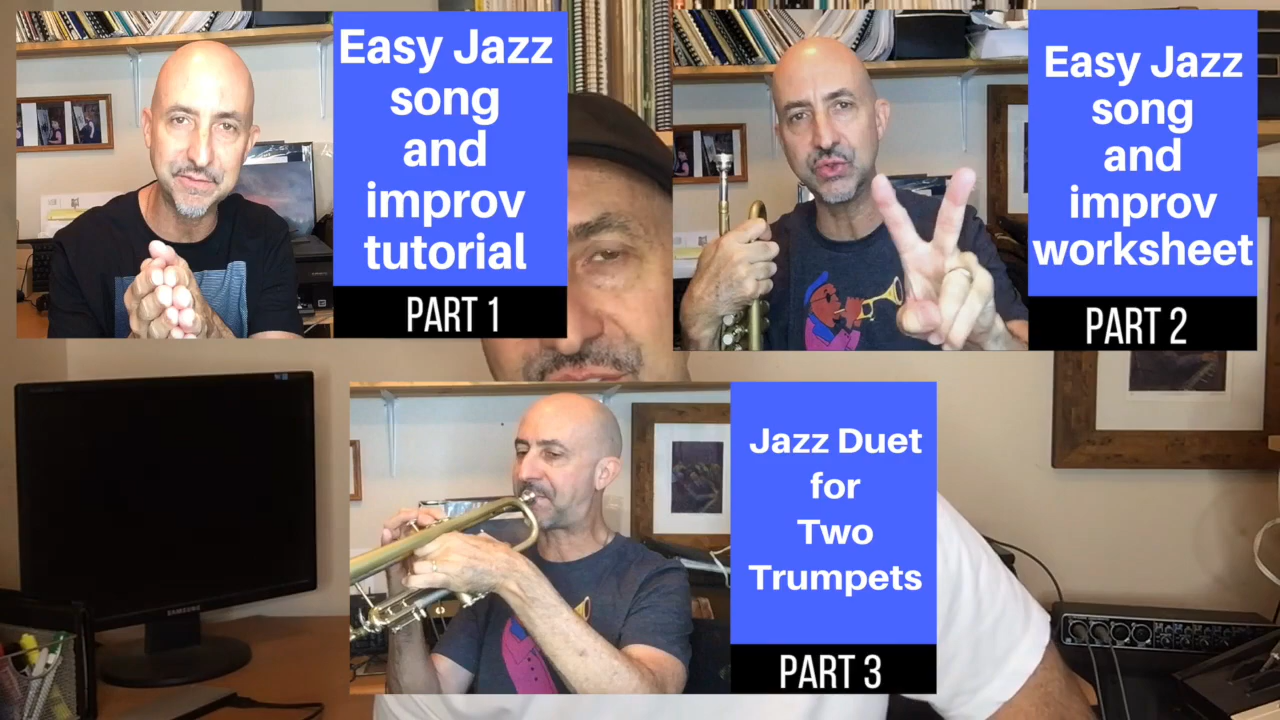 Easy Jazz
song
and
improv
tutorial
PART 1
Easy Jazz
song
and
improv
worksheet
PART 2
Jazz Duet
for
Two
Trumpets
PART 3
SAMSUNG